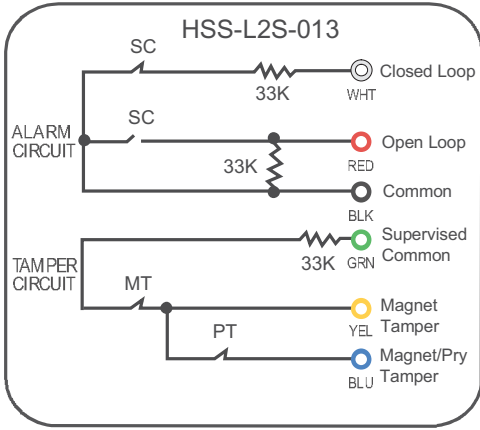 HSS-L2S-013
SC
33K
Closed Loop
WHT
ALARM
CIRCUIT
SC
33K
Open Loop
RED
Common
BLK
Supervised
Common
33K
GRN
TAMPER
CIRCUIT
MT
Magnet
Tamper
YEL
PT
Magnet/Pry
Tamper
BLU